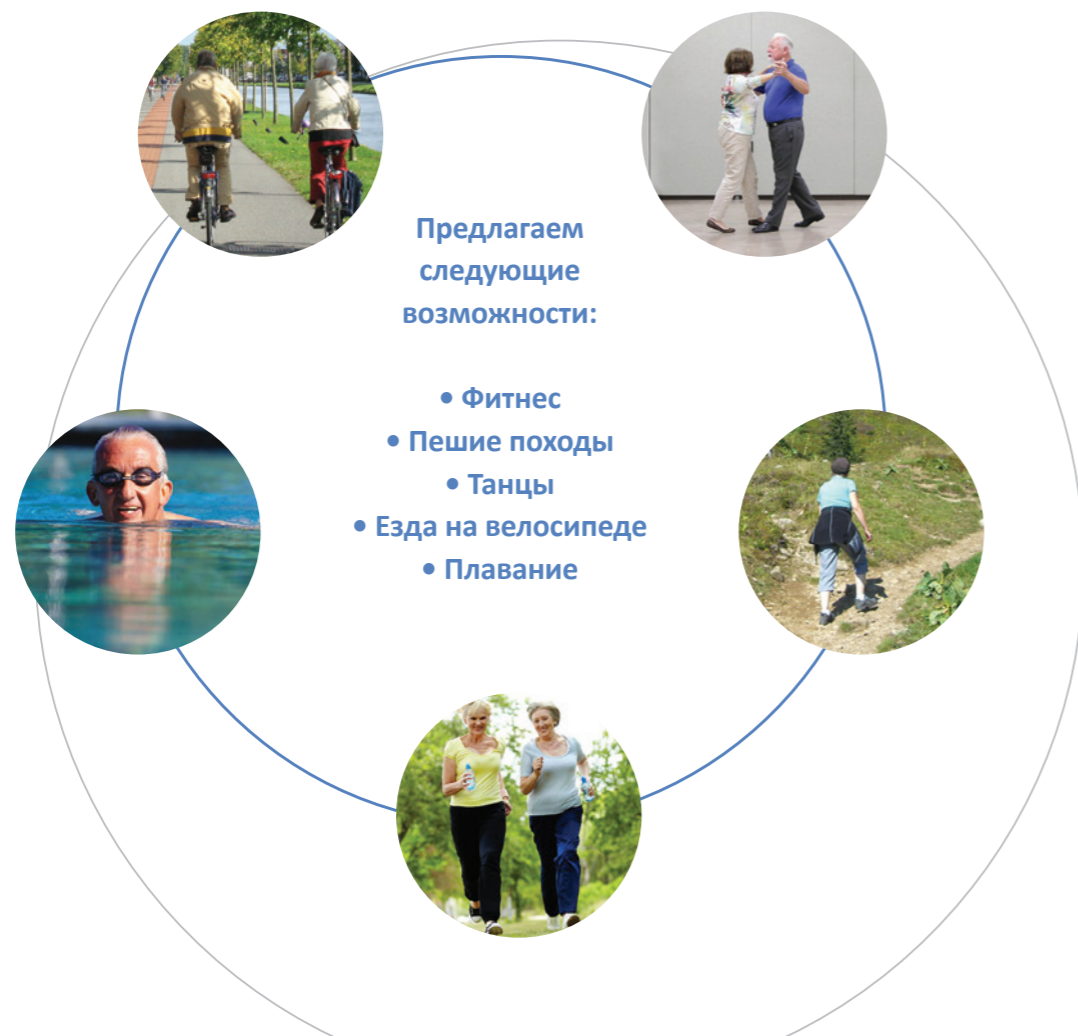 Предлагаем
следующие
возможности:
• Фитнес
• Пешие походы
• Танцы
• Езда на велосипеде
• Плавание